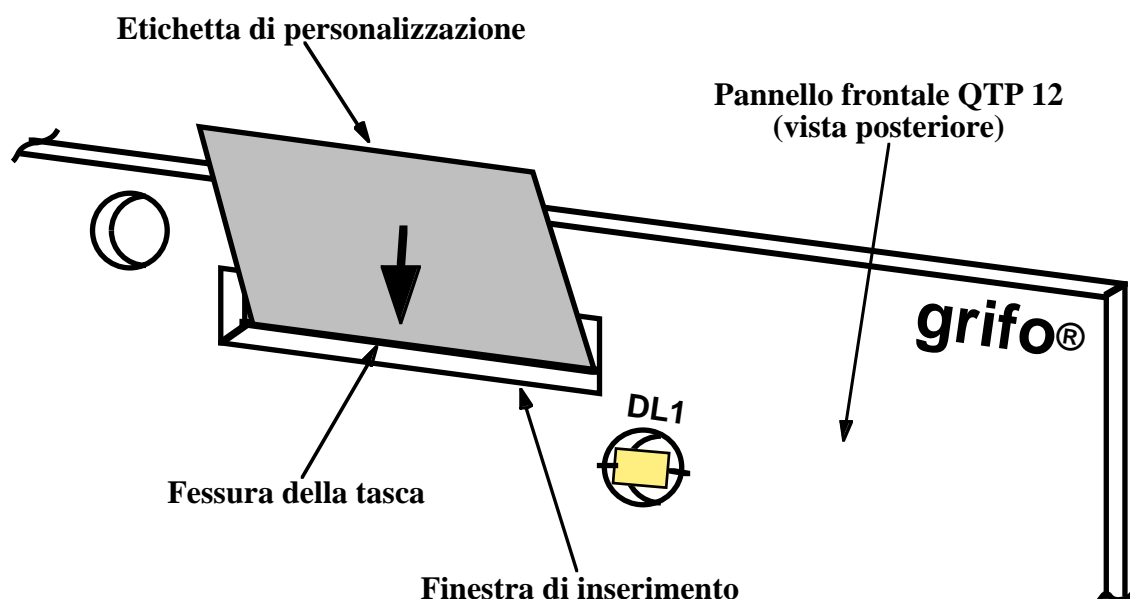 Etichetta di personalizzazione
Pannello frontale QTP 12
(vista posteriore)
grifo®
DL1
Fessura della tasca
Finestra di inserimento